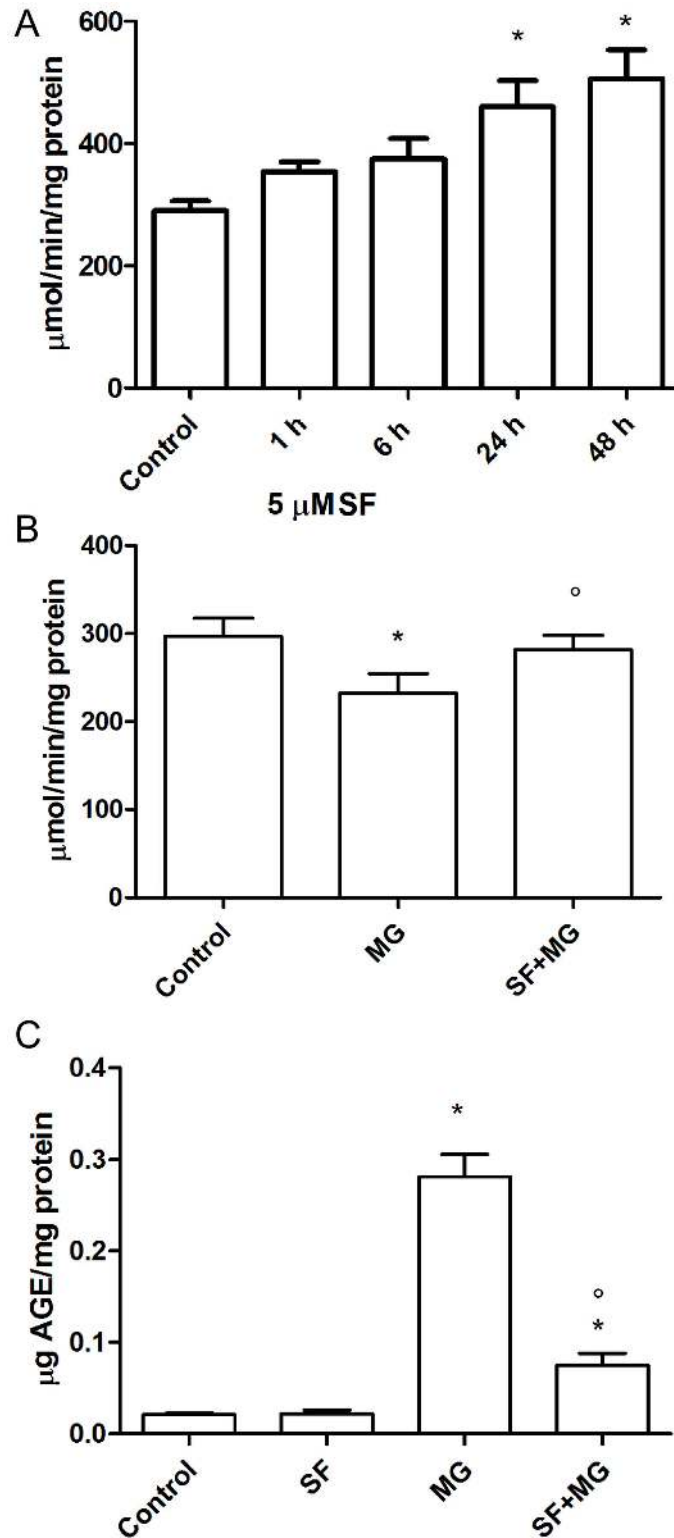 A
μmol/min/mg protein
600
400
200
0
*
*
Control
1 h
6 h
24 h
48 h
5 μMSF
B
μmol/min/mg protein
400
300
200
100
0
*
°
Control
MG
SF+MG
C
μg AGE/mg protein
0.4
0.3
0.2
0.1
0.0
*
°
*
Control
SF
MG
SF+MG